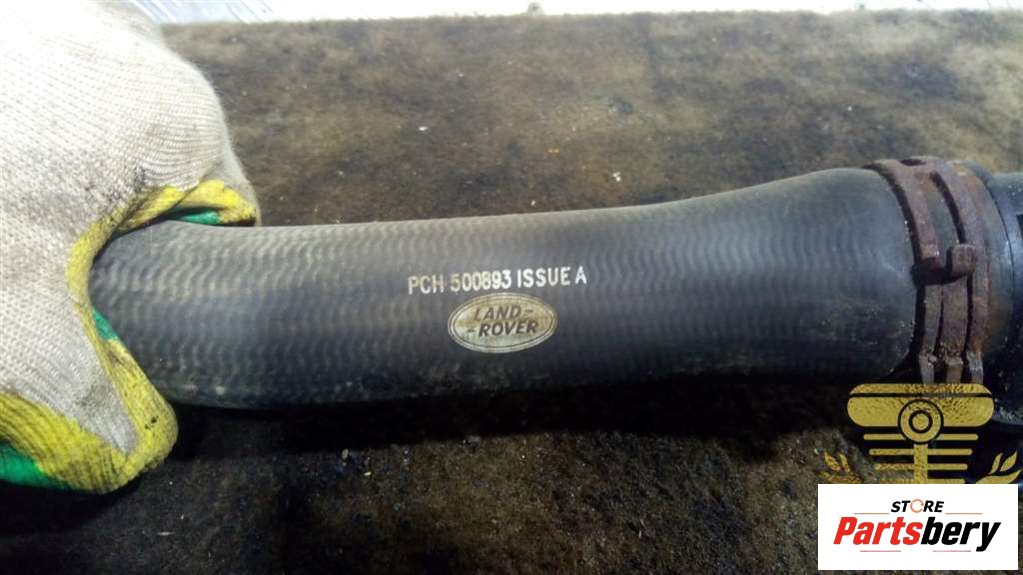 PCH 500893 ISSUE A
LAND-
-ROVER
STORE
Partsbery